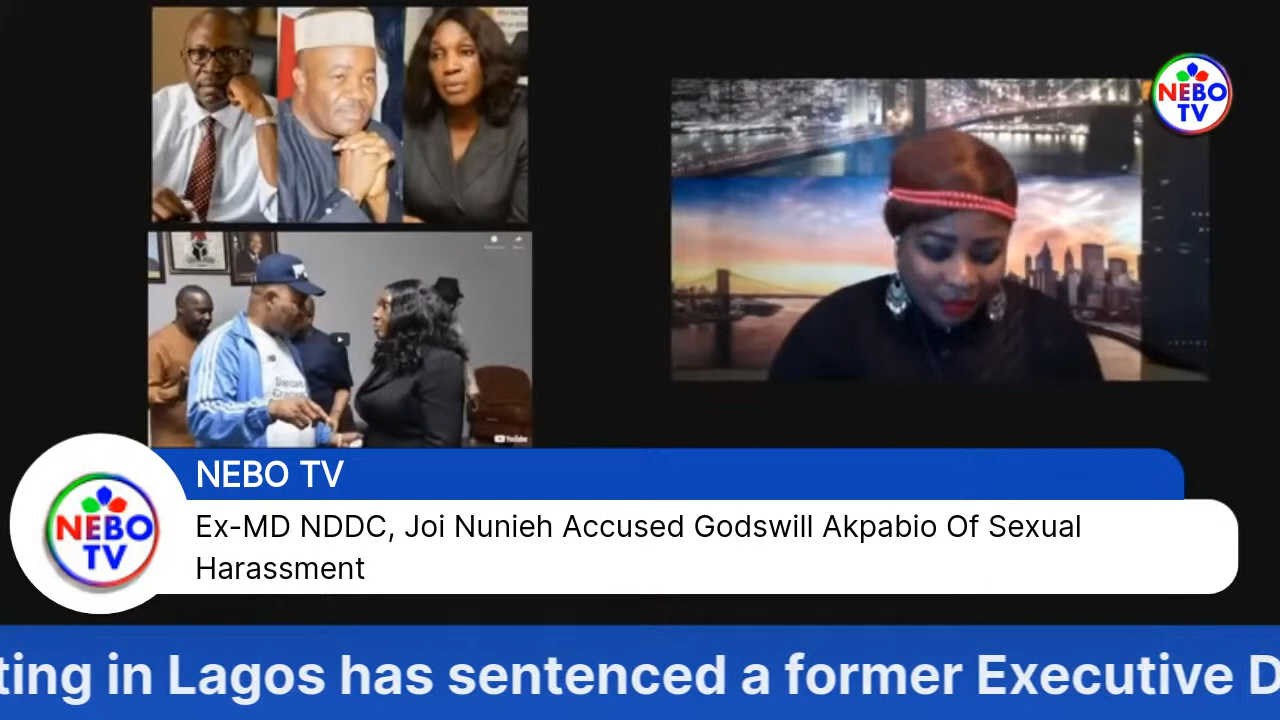 NEBO
TV
YouTube
NEBO TV
NEBO
TV
Ex-MD NDDC, Joi Nunieh Accused Godswill Akpabio Of Sexual
Harassment
ting in Lagos has sentenced a former Executive D